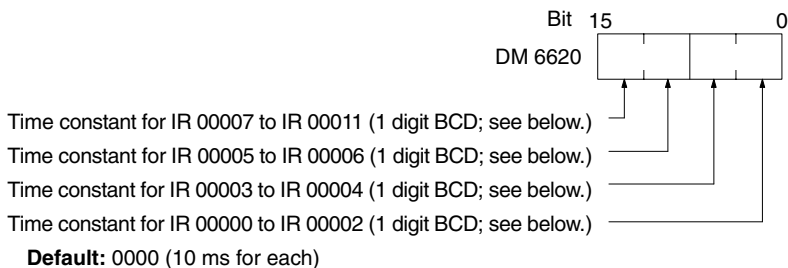 Bit 15 0
DM 6620
Time constant for IR 00007 to IR 00011 (1 digit BCD; see below.)
Time constant for IR 00005 to IR 00006 (1 digit BCD; see below.)
Time constant for IR 00003 to IR 00004 (1 digit BCD; see below.)
Time constant for IR 00000 to IR 00002 (1 digit BCD; see below.)
Default: 0000 (10 ms for each)